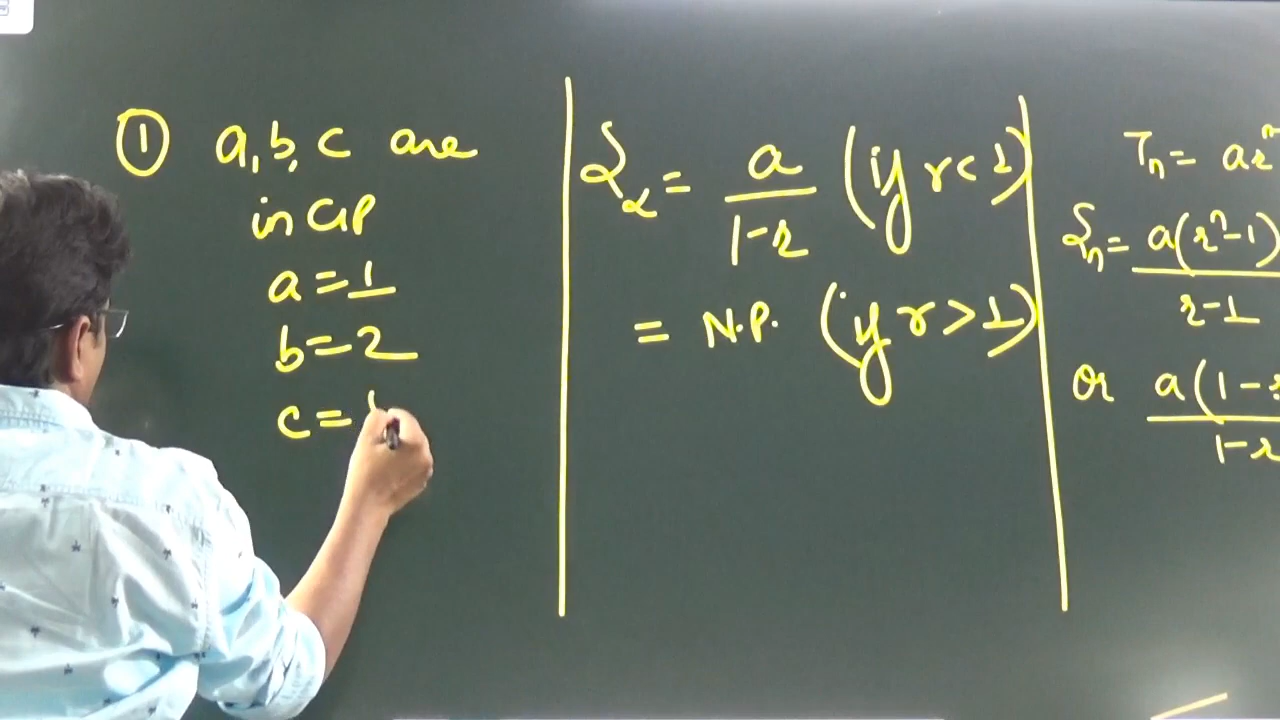 ① a, b, c are
in GP
a = 1
b = 2
c =
S∝ = a/(1-r) (if r < 1)
= N.P. (if r > 1)
Tn = ar^n
Sn = a(r^n-1)/(r-1)
or a(1-r/(1-r